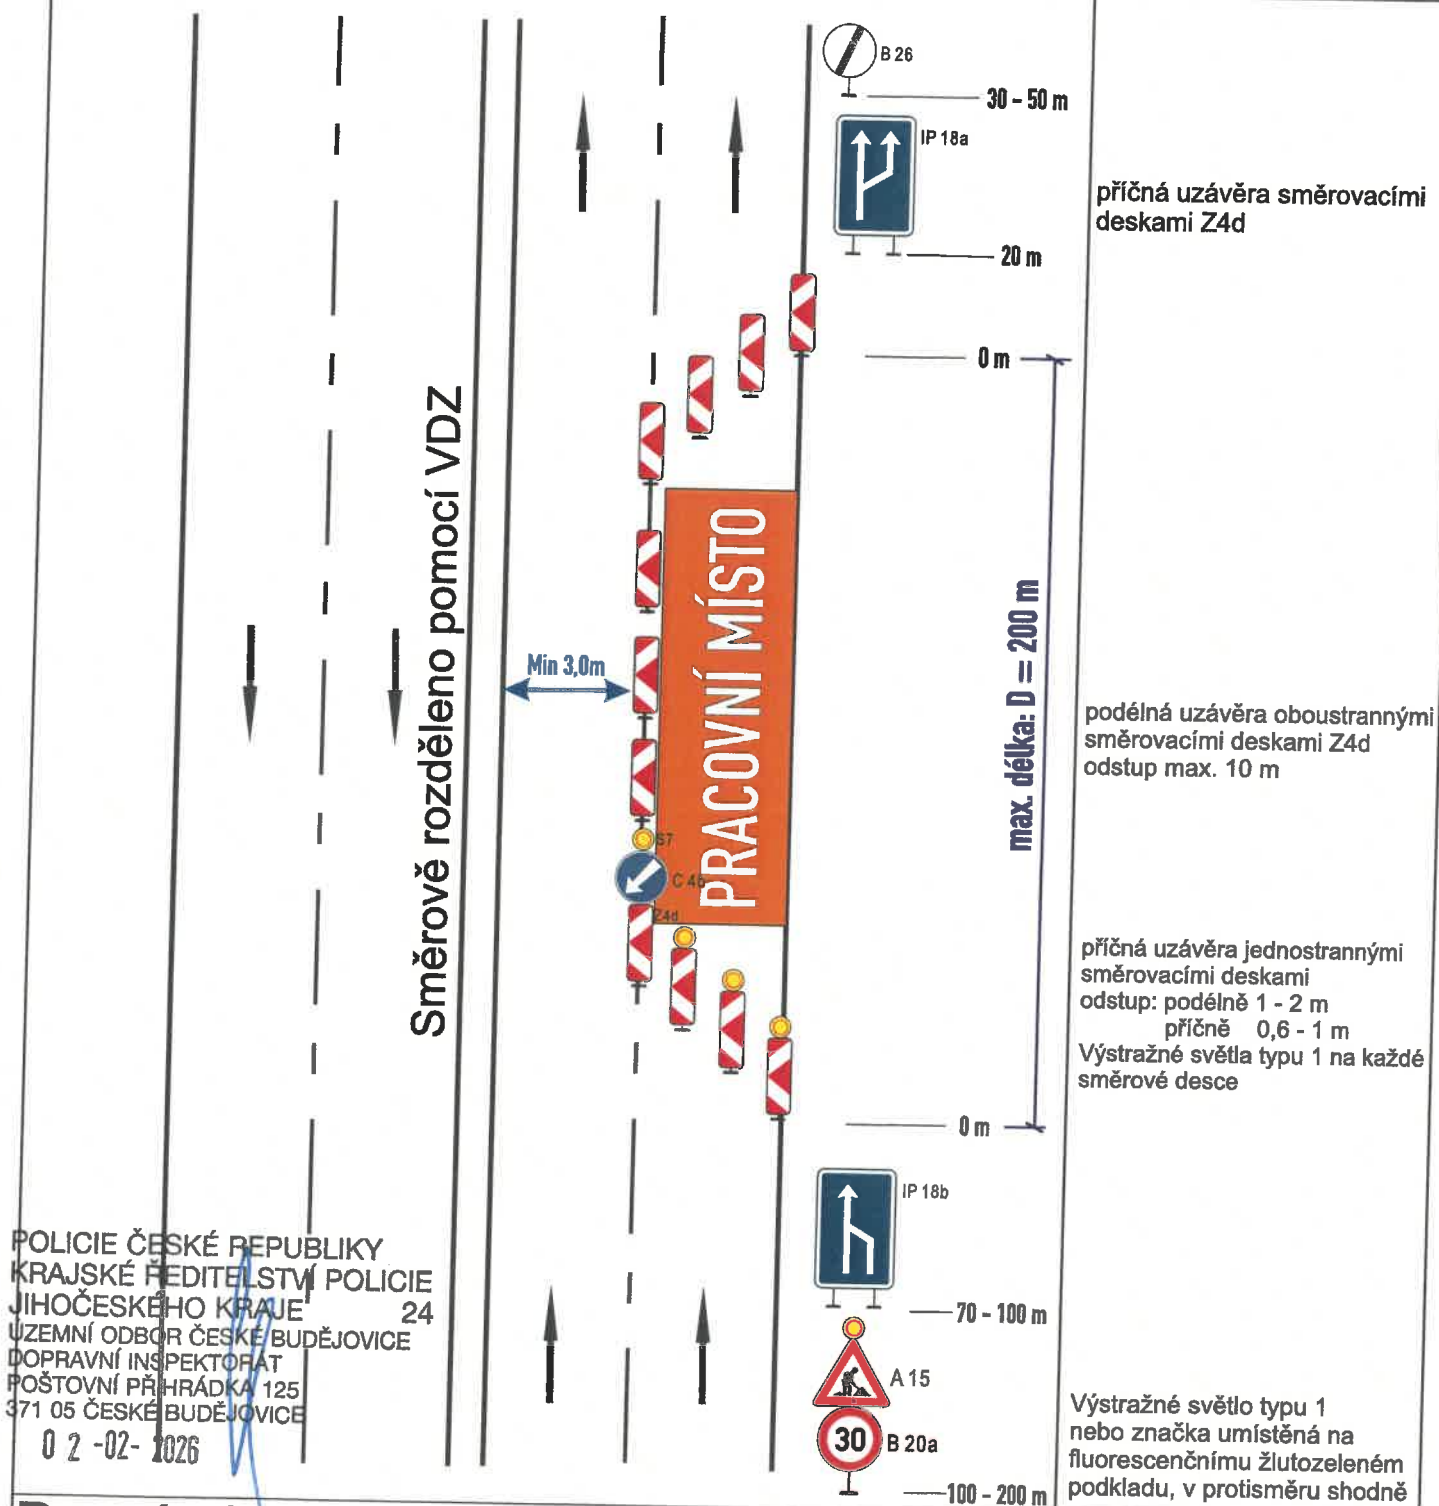 B 26
30 - 50 m
IP 18a
příčná uzávěra směrovacími
deskami Z4d
20 m
0 m
Směrově rozděleno pomocí VDZ
PRACOVNÍ MÍSTO
Min 3,0m
max. délka: D = 200 m
podélná uzávěra oboustrannými
směrovacími deskami Z4d
odstup max. 10 m
S7
C 4b
Z4d
příčná uzávěra jednostrannými
směrovacími deskami
odstup: podélně 1 - 2 m
příčně 0,6 - 1 m
Výstražné světla typu 1 na každé
směrové desce
0 m
IP 18b
70 - 100 m
POLICIE ČESKÉ REPUBLIKY
KRAJSKÉ ŘEDITELSTVÍ POLICIE
JIHOČESKÉHO KRAJE 24
ÚZEMNÍ ODBOR ČESKÉ BUDĚJOVICE
DOPRAVNÍ INSPEKTORÁT
POŠTOVNÍ PŘIHRÁDKA 125
371 05 ČESKÉ BUDĚJOVICE
02 -02- 2026
A 15
30
B 20a
100 - 200 m
Výstražné světlo typu 1
nebo značka umístěná na
fluorescenčnímu žlutozeleném
podkladu, v protisměru shodně